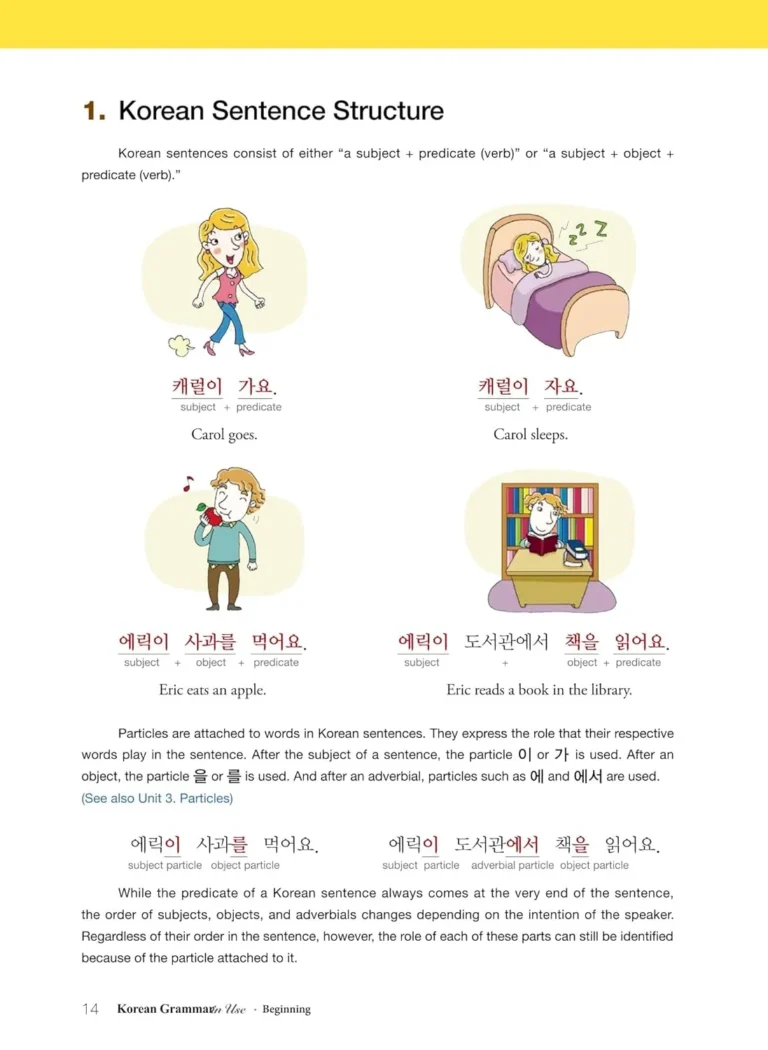 1. Korean Sentence Structure
Korean sentences consist of either “a subject + predicate (verb)” or “a subject + object +
predicate (verb).”
z z Z
캐럴이 가요.
subject + predicate
Carol goes.
캐럴이 자요.
subject + predicate
Carol sleeps.
에릭이 사과를 먹어요.
subject + object + predicate
Eric eats an apple.
에릭이 도서관에서 책을 읽어요.
subject + object + predicate
Eric reads a book in the library.
Particles are attached to words in Korean sentences. They express the role that their respective
words play in the sentence. After the subject of a sentence, the particle 이 or 가 is used. After an
object, the particle 을 or 를 is used. And after an adverbial, particles such as 에 and 에서 are used.
(See also Unit 3. Particles)
에릭이 사과를 먹어요.
subject particle object particle
에릭이 도서관에서 책을 읽어요.
subject particle adverbial particle object particle
While the predicate of a Korean sentence always comes at the very end of the sentence,
the order of subjects, objects, and adverbials changes depending on the intention of the speaker.
Regardless of their order in the sentence, however, the role of each of these parts can still be identified
because of the particle attached to it.
14 Korean Grammar in Use · Beginning